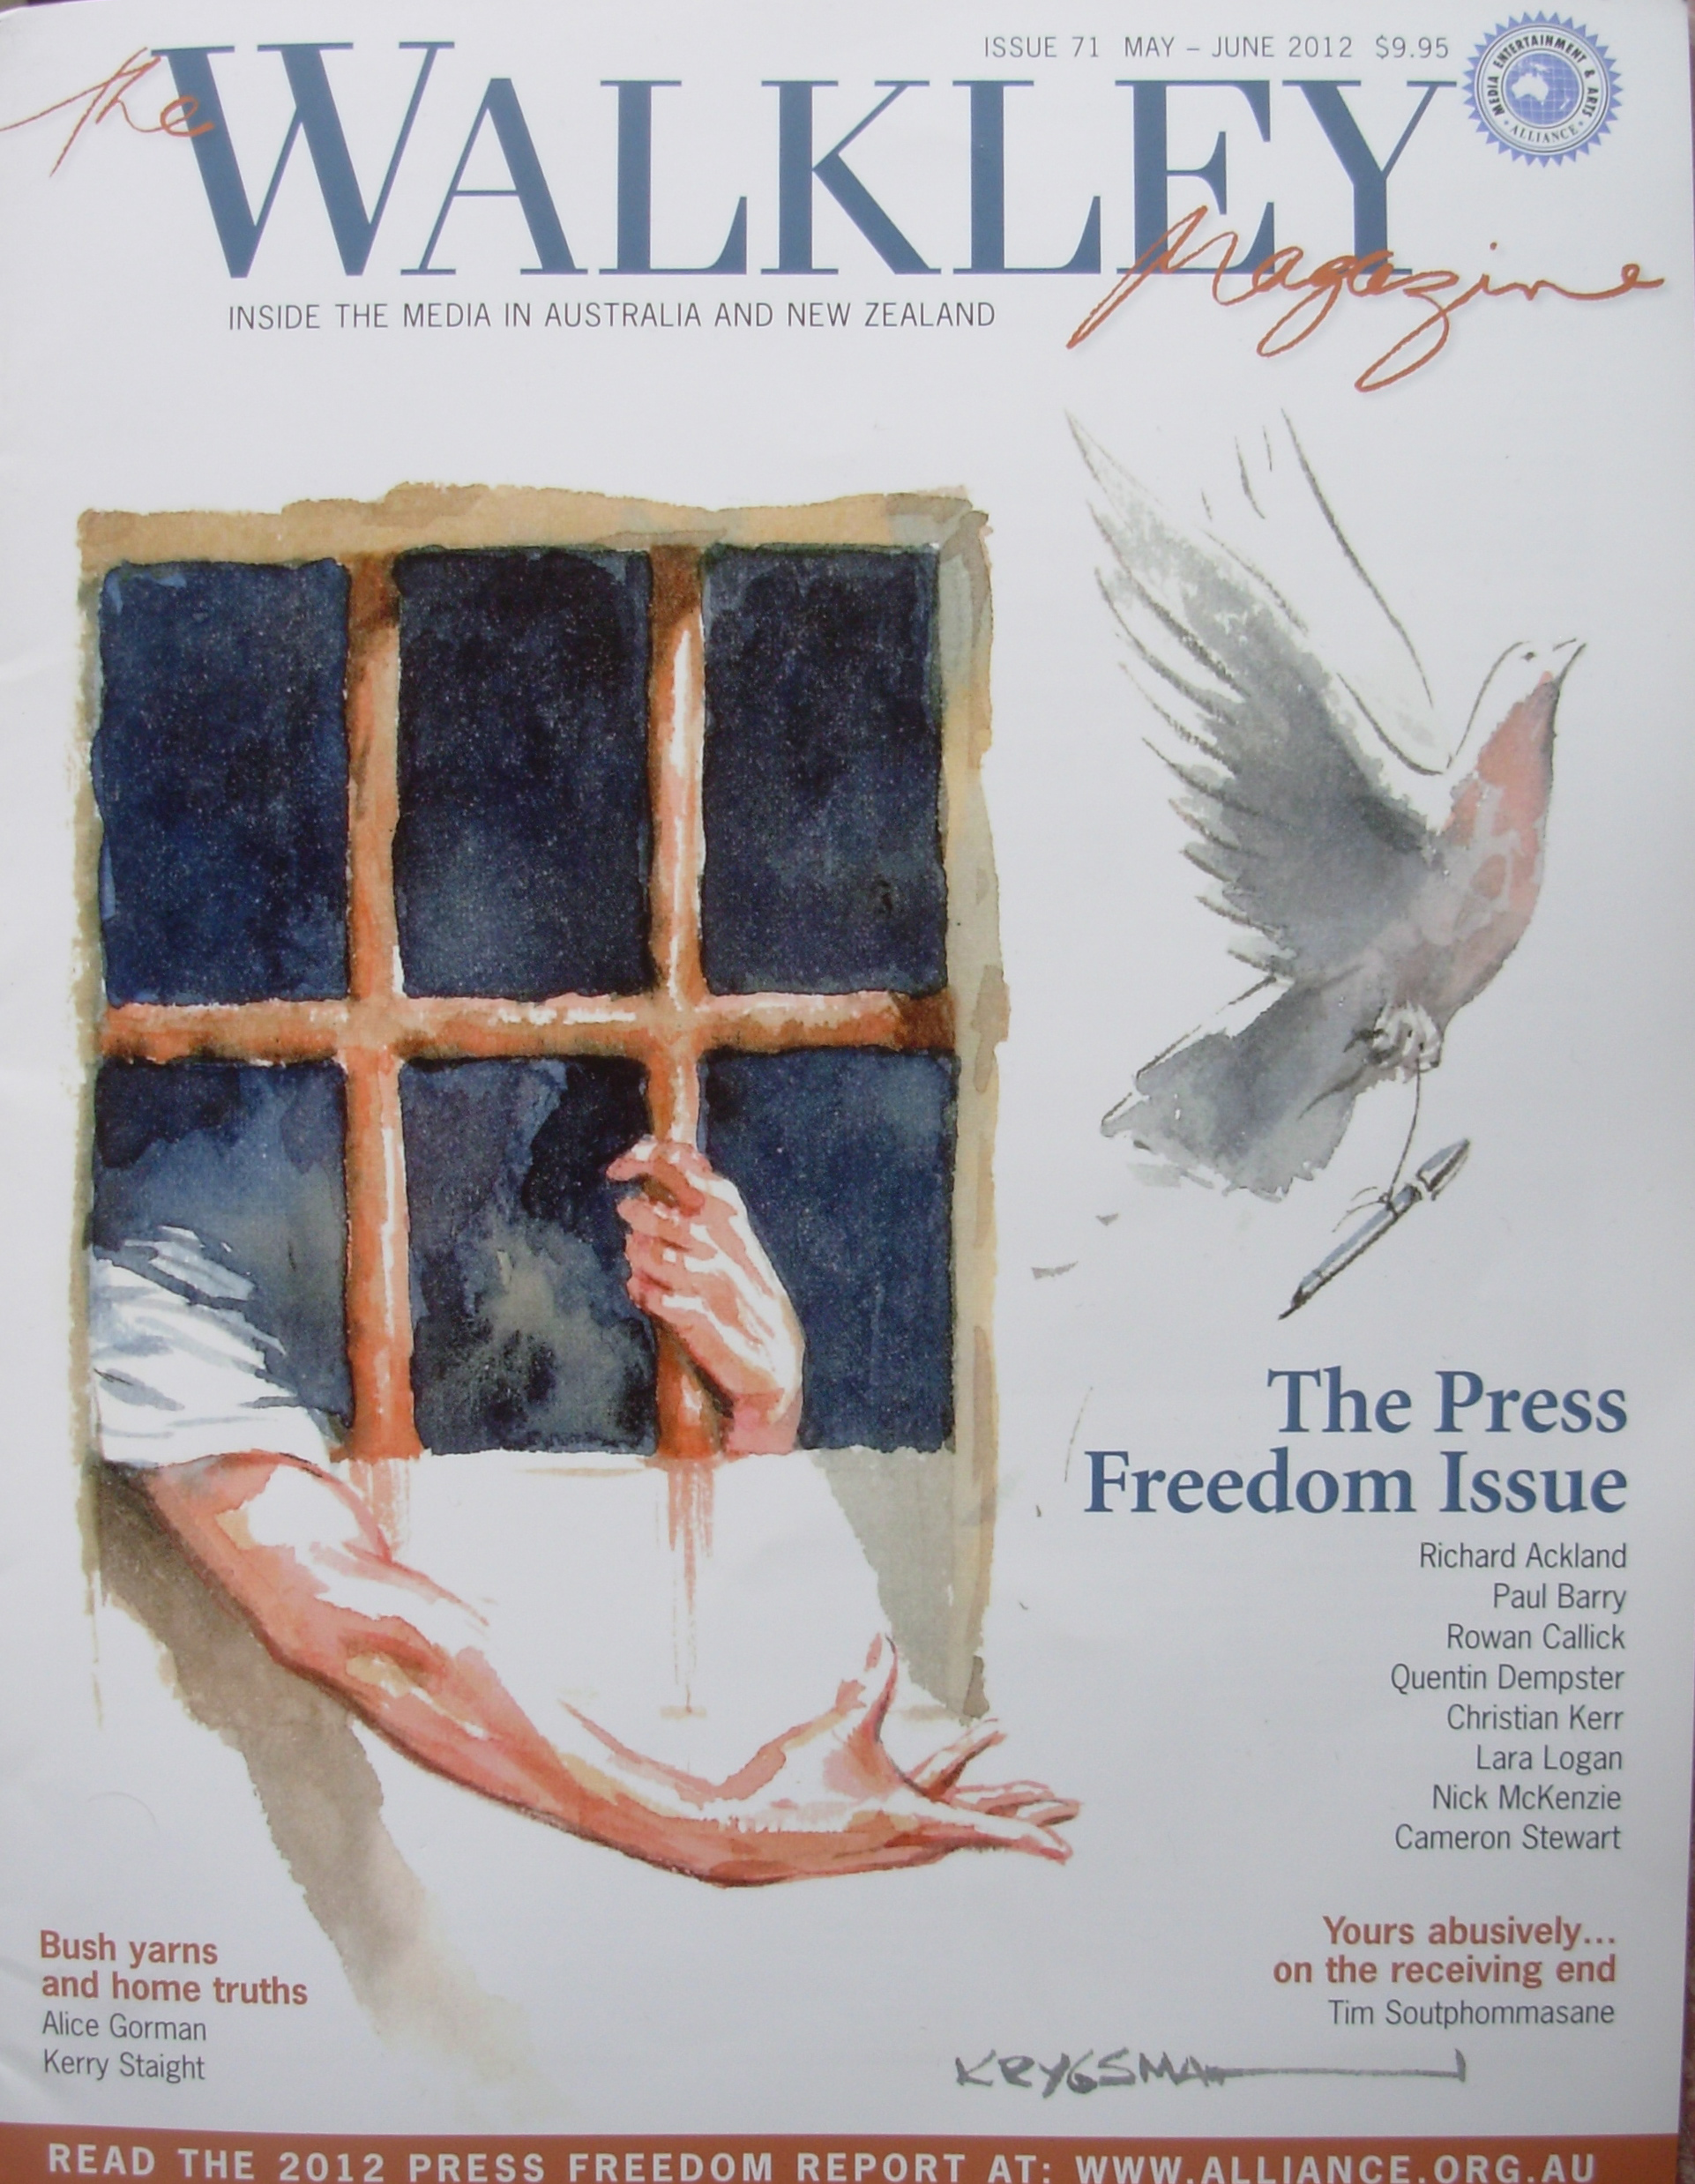 ISSUE 71 MAY – JUNE 2012 $9.95
the WALKLEY
Magazine
MEDIA ENTERTAINMENT & ARTS
• ALLIANCE •
INSIDE THE MEDIA IN AUSTRALIA AND NEW ZEALAND
The Press
Freedom Issue
Richard Ackland
Paul Barry
Rowan Callick
Quentin Dempster
Christian Kerr
Lara Logan
Nick McKenzie
Cameron Stewart
Bush yarns
and home truths
Alice Gorman
Kerry Staight
Yours abusively...
on the receiving end
Tim Soutphommasane
KRYGSMAN
READ THE 2012 PRESS FREEDOM REPORT AT: WWW.ALLIANCE.ORG.AU